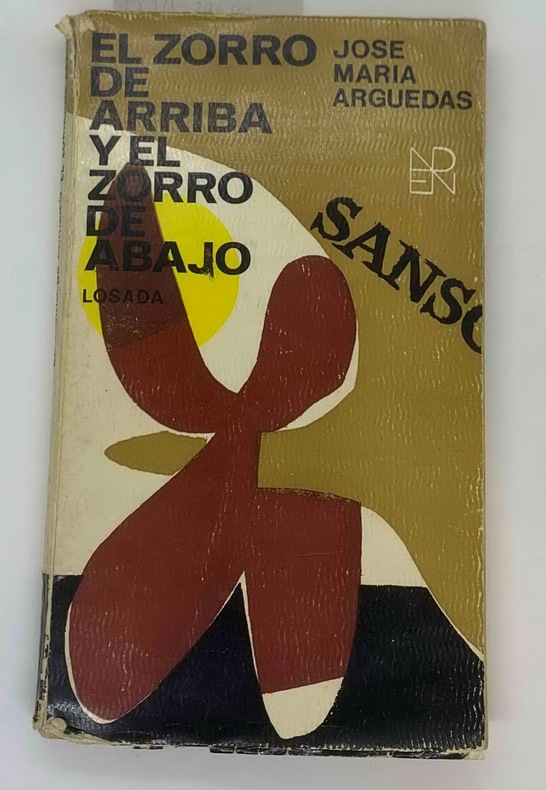 EL ZORRO
DE
ARRIBA
Y EL
ZORRO
DE
ABAJO
LOSADA
JOSE
MARIA
ARGUEDAS
SANSO